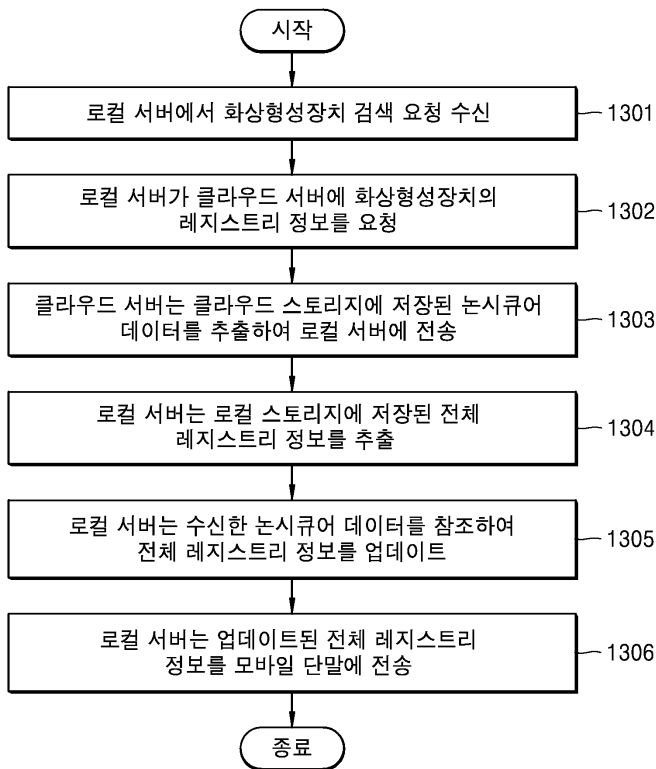 시작
로컬 서버에서 화상형성장치 검색 요청 수신
1301
로컬 서버가 클라우드 서버에 화상형성장치의
레지스트리 정보를 요청
1302
클라우드 서버는 클라우드 스토리지에 저장된 논시큐어
데이터를 추출하여 로컬 서버에 전송
1303
로컬 서버는 로컬 스토리지에 저장된 전체
레지스트리 정보를 추출
1304
로컬 서버는 수신한 논시큐어 데이터를 참조하여
전체 레지스트리 정보를 업데이트
1305
로컬 서버는 업데이트된 전체 레지스트리
정보를 모바일 단말에 전송
1306
종료